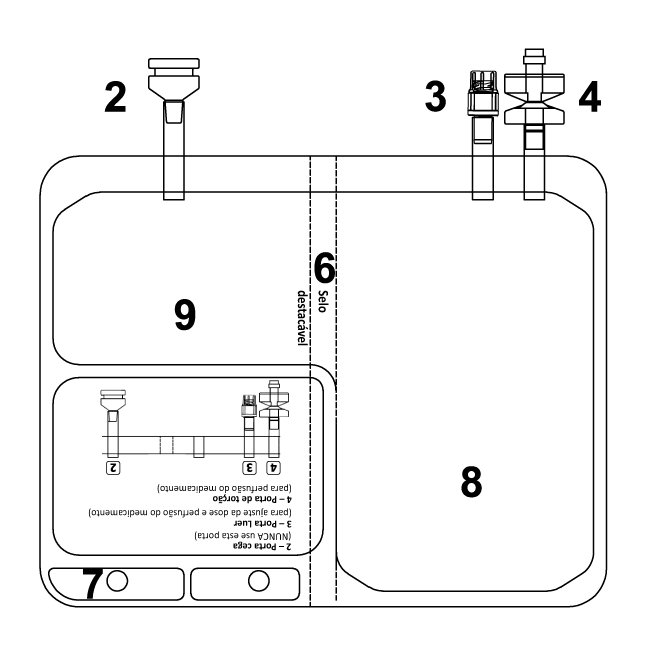 2
3
4
6
Selo
destacável
9
8
2 – Porta cega
(NUNCA use esta porta)
3 – Porta Luer
(para ajuste da dose e perfusão do medicamento)
4 – Porta de torção
(para perfusão do medicamento)
4
3
2
7